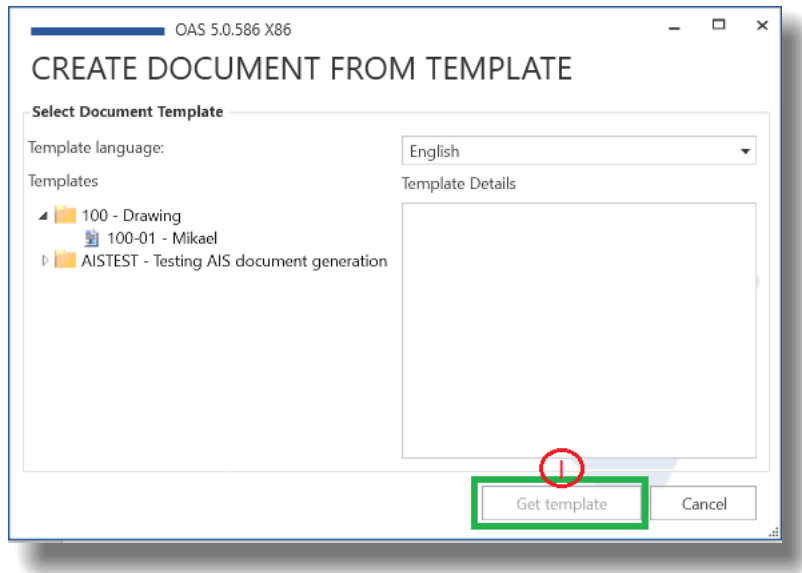 OAS 5.0.586 X86
CREATE DOCUMENT FROM TEMPLATE
Select Document Template
Template language:
English
Templates
Template Details
100 - Drawing
100-01 - Mikael
AISTEST - Testing AIS document generation
I
Get template
Cancel